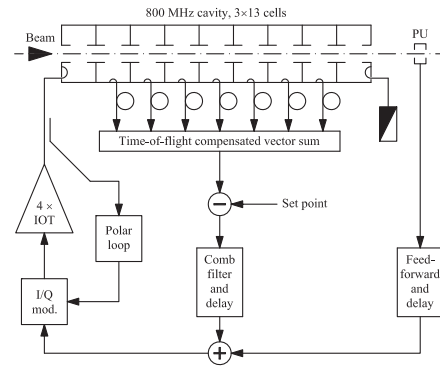 800 MHz cavity, 3×13 cells
Beam
PU
Time-of-flight compensated vector sum
−
Set point
4 ×
IOT
Polar
loop
Comb
filter
and
delay
Feed-
forward
and
delay
I/Q
mod.
+